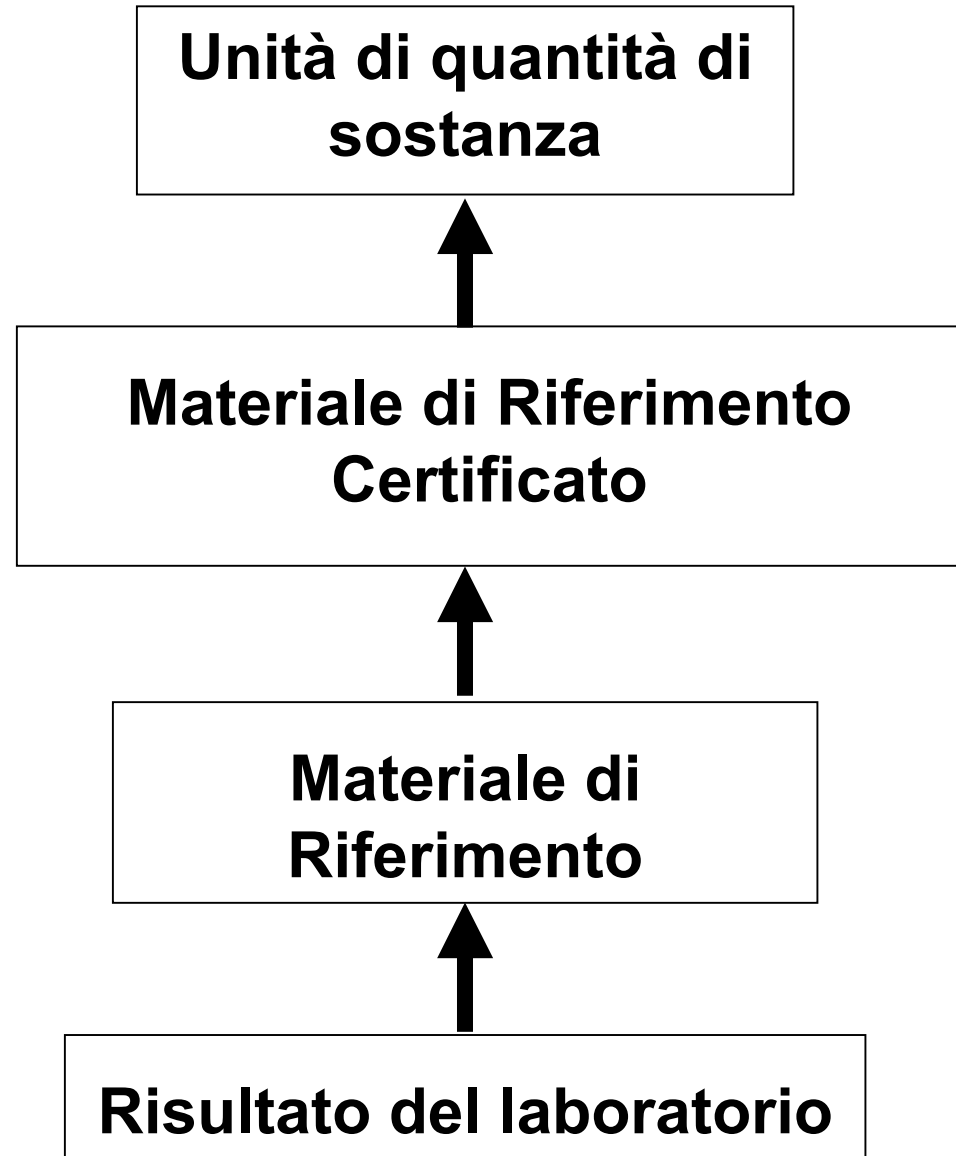 Unità di quantità di
sostanza
Materiale di Riferimento
Certificato
Materiale di
Riferimento
Risultato del laboratorio